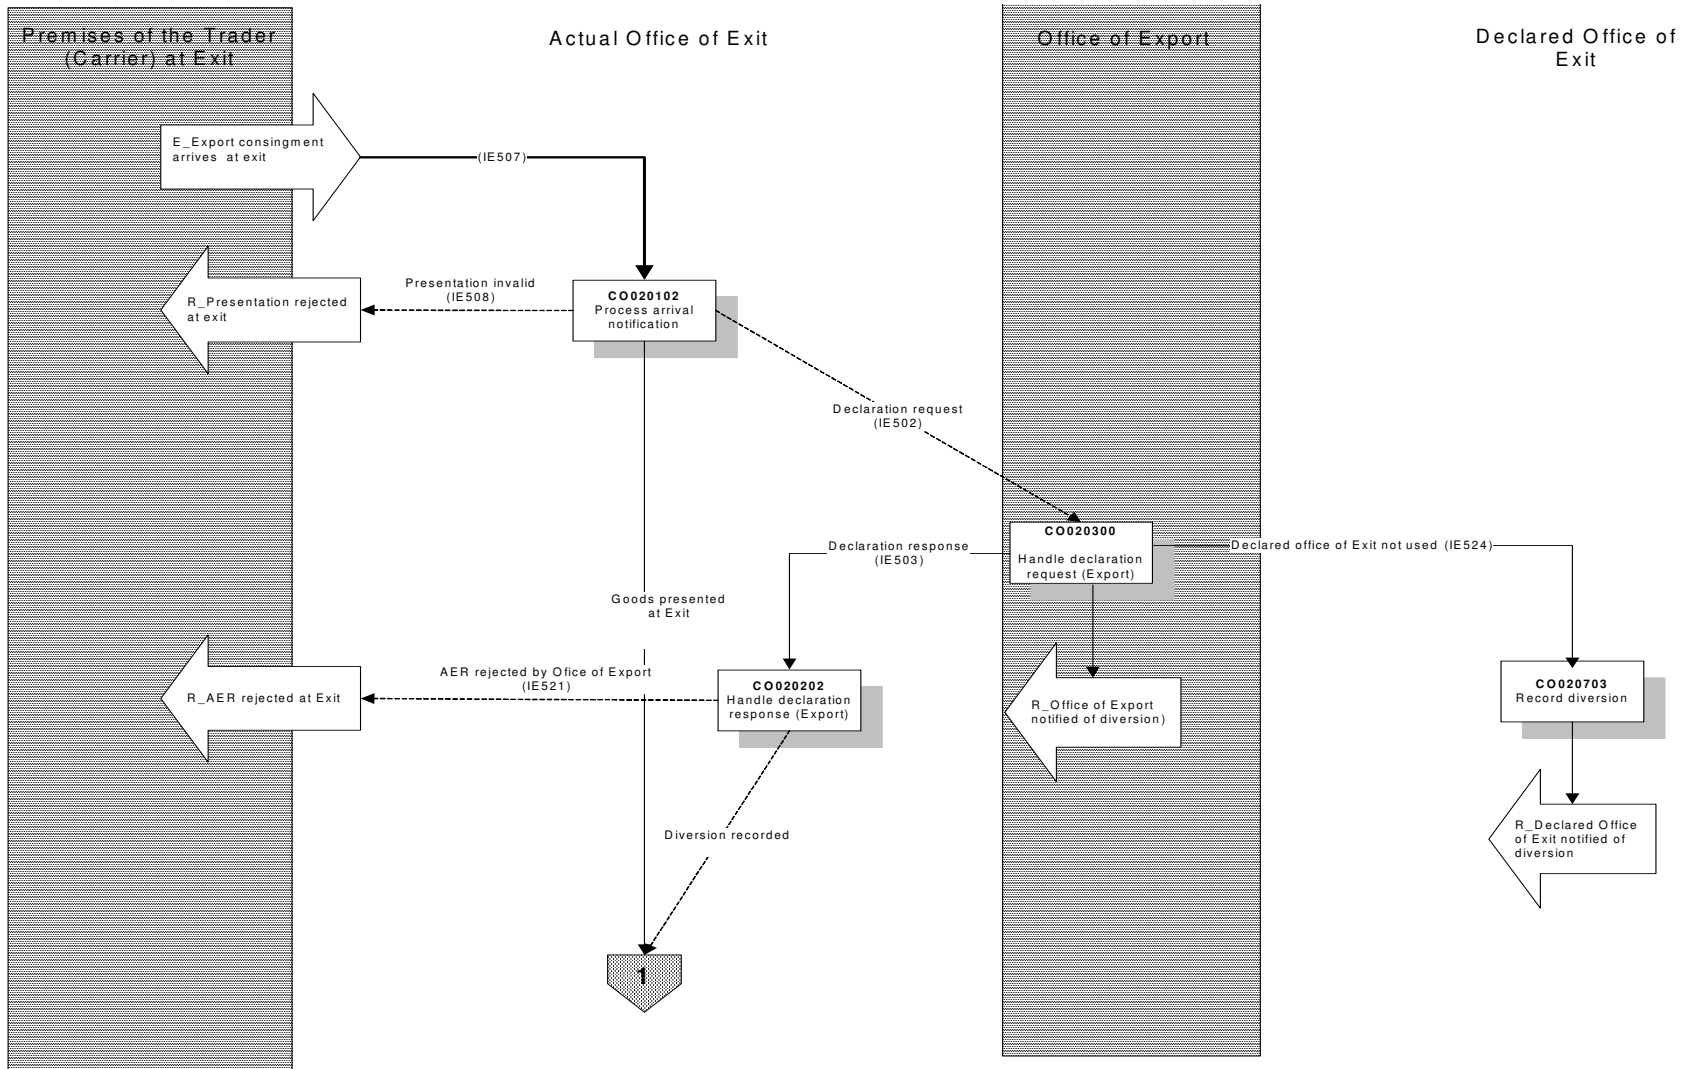 Premises of the Trader
(Carrier) at Exit
Actual Office of Exit
Office of Export
Declared Office of
Exit
E_Export consingment
arrives at exit
(IE507)
R_Presentation rejected
at exit
Presentation invalid
(IE508)
CO020102
Process arrival
notification
Declaration request
(IE502)
CO020300
Handle declaration
request (Export)
Declared office of Exit not used (IE524)
Declaration response
(IE503)
Goods presented
at Exit
R_AER rejected at Exit
AER rejected by Ofice of Export
(IE521)
CO020202
Handle declaration
response (Export)
R_Office of Export
notified of diversion)
CO020703
Record diversion
Diversion recorded
R_Declared Office
of Exit notified of
diversion
1